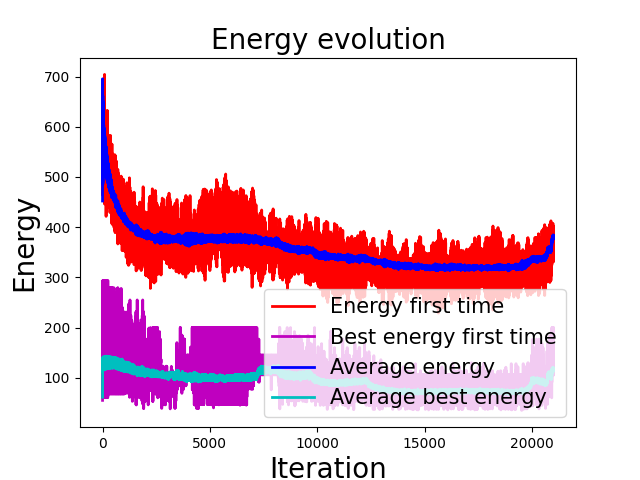 Energy evolution
Energy
700
600
500
400
300
200
100
Energy first time
Best energy first time
Average energy
Average best energy
0
5000
10000
15000
20000
Iteration